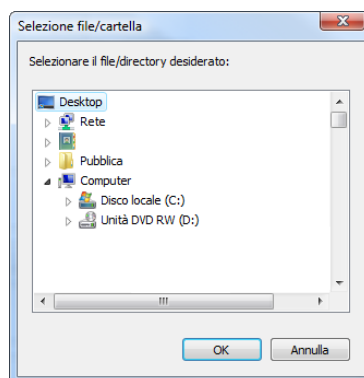 Selezione file/cartella
Selezionare il file/directory desiderato:
Desktop
Rete
Pubblica
Computer
Disco locale (C:)
Unità DVD RW (D:)
OK
Annulla